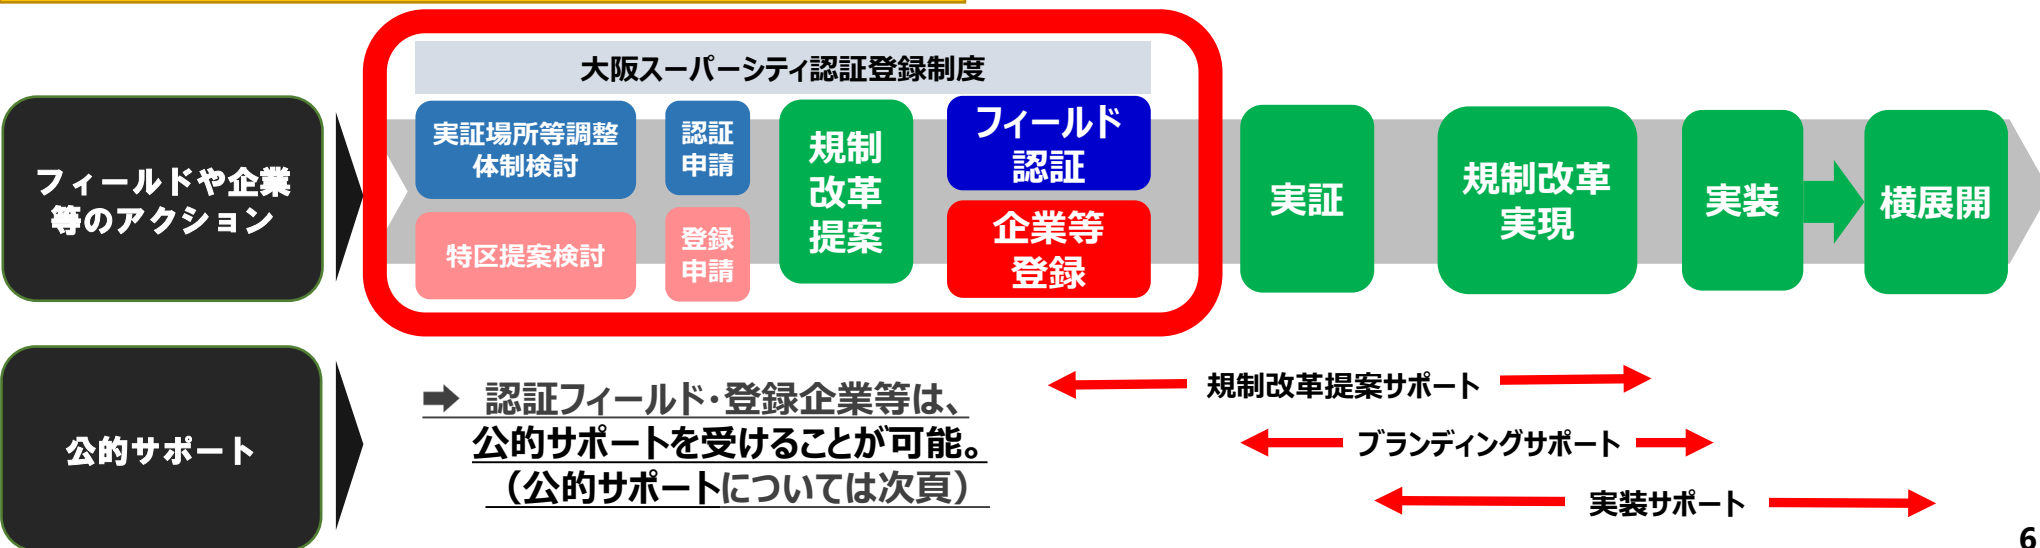 大阪スーパーシティ認証登録制度
フィールドや企業
等のアクション
実証場所等調整
体制検討
特区提案検討
認証
申請
登録
申請
規制
改革
提案
フィールド
認証
企業等
登録
実証
規制改革
実現
実装
横展開
公的サポート
➡ 認証フィールド・登録企業等は、
公的サポートを受けることが可能。
（公的サポートについては次頁）
規制改革提案サポート
ブランディングサポート
実装サポート
6